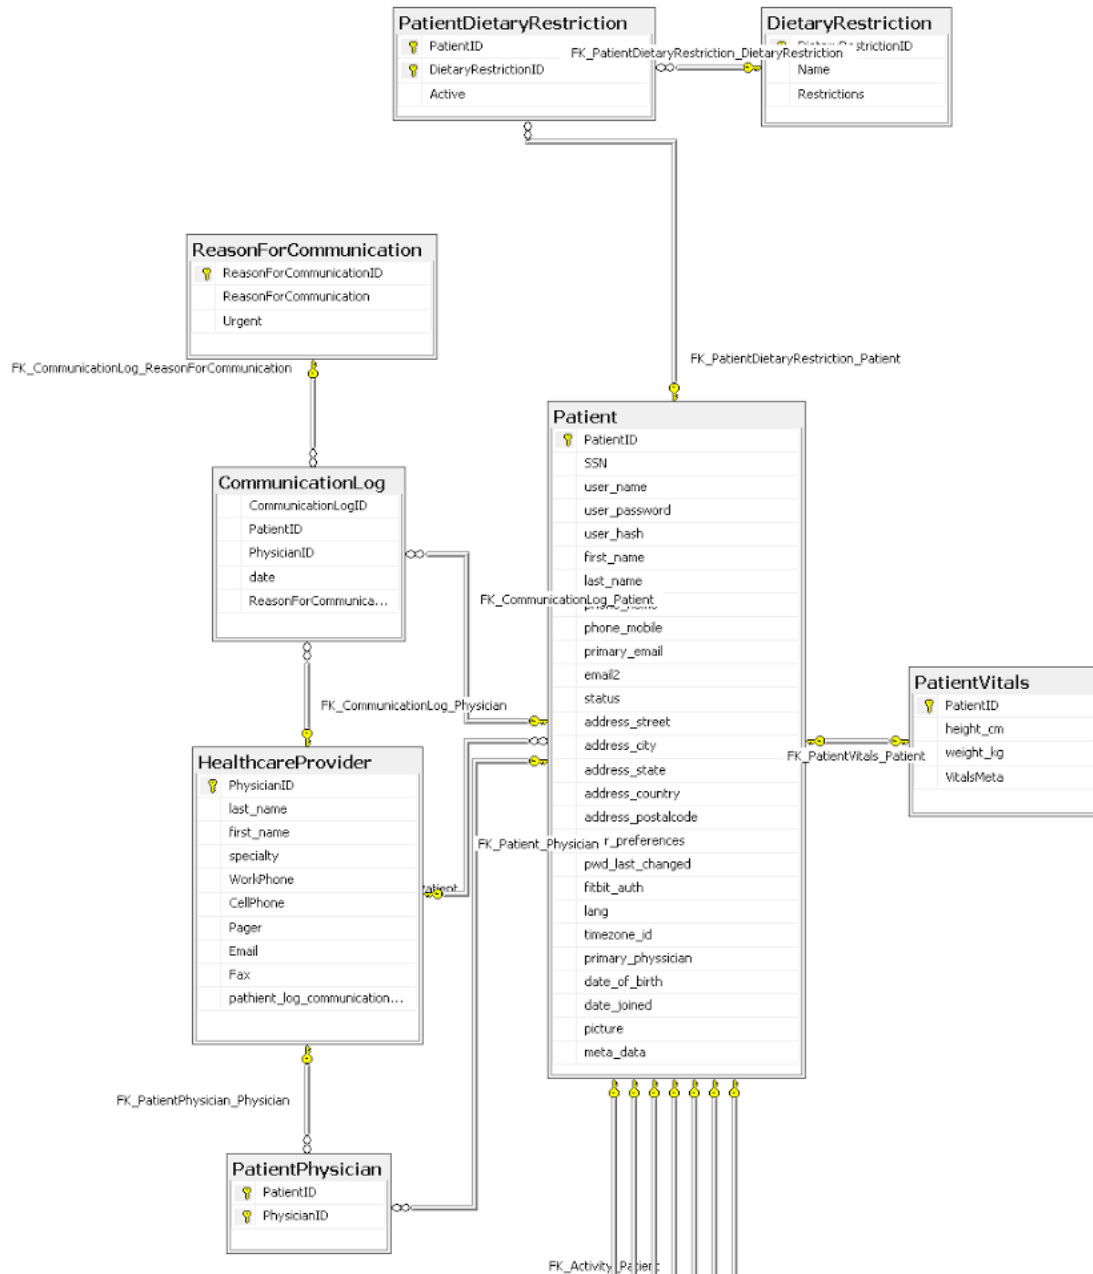 PatientDietaryRestriction
PatientID
DietaryRestrictionID
Active
DietaryRestriction
Name
Restrictions
FK_PatientDietaryRestriction_DietaryRestriction
ReasonForCommunication
ReasonForCommunicationID
ReasonForCommunication
Urgent
FK_CommunicationLog_ReasonForCommunication
FK_PatientDietaryRestriction_Patient
CommunicationLog
CommunicationLogID
PatientID
PhysicianID
date
ReasonForCommunica...
FK_CommunicationLog_Patient
FK_CommunicationLog_Physician
Patient
PatientID
SSN
user_name
user_password
user_hash
first_name
last_name
phone_mobile
primary_email
email2
status
address_street
address_city
address_state
address_country
address_postalcode
r_preferences
pwd_last_changed
fitbit_auth
lang
timezone_id
primary_physsician
date_of_birth
date_joined
picture
meta_data
PatientVitals
PatientID
height_cm
weight_kg
VitalsMeta
FK_PatientVitals_Patient
HealthcareProvider
PhysicianID
last_name
first_name
specialty
WorkPhone
CellPhone
Pager
Email
Fax
pathient_log_communication...
FK_Patient_Physician
FK_PatientPhysician_Physician
PatientPhysician
PatientID
PhysicianID
FK_Activity_Patient